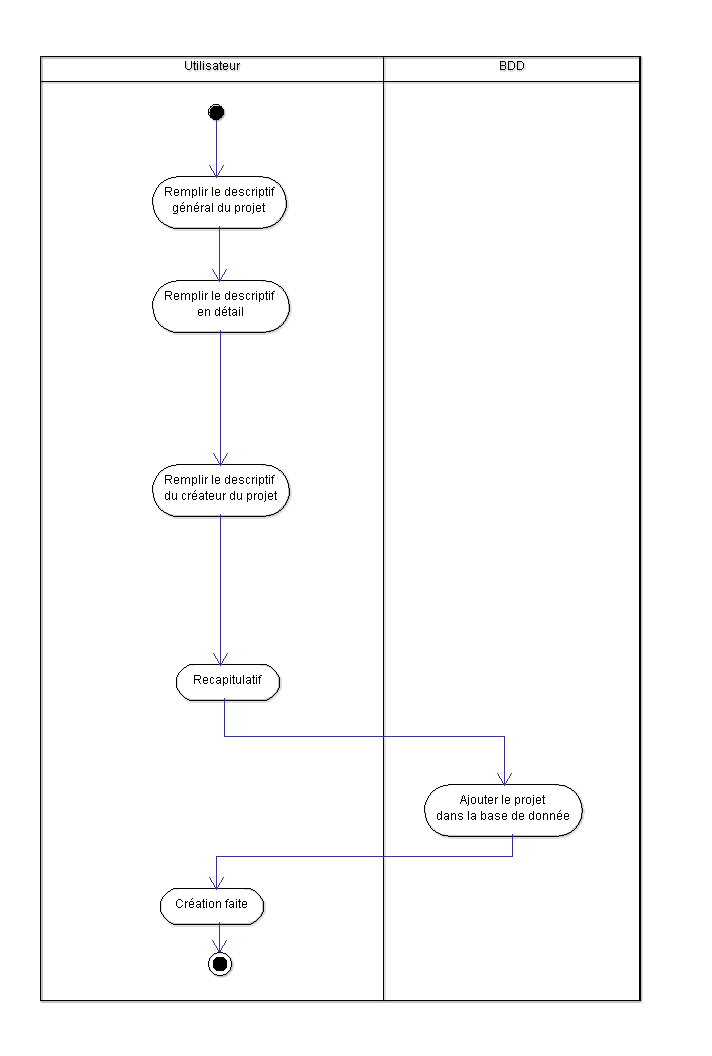 Utilisateur
BDD
Remplir le descriptif
général du projet
Remplir le descriptif
en détail
Remplir le descriptif
du créateur du projet
Recapitulatif
Ajouter le projet
dans la base de donnée
Création faite